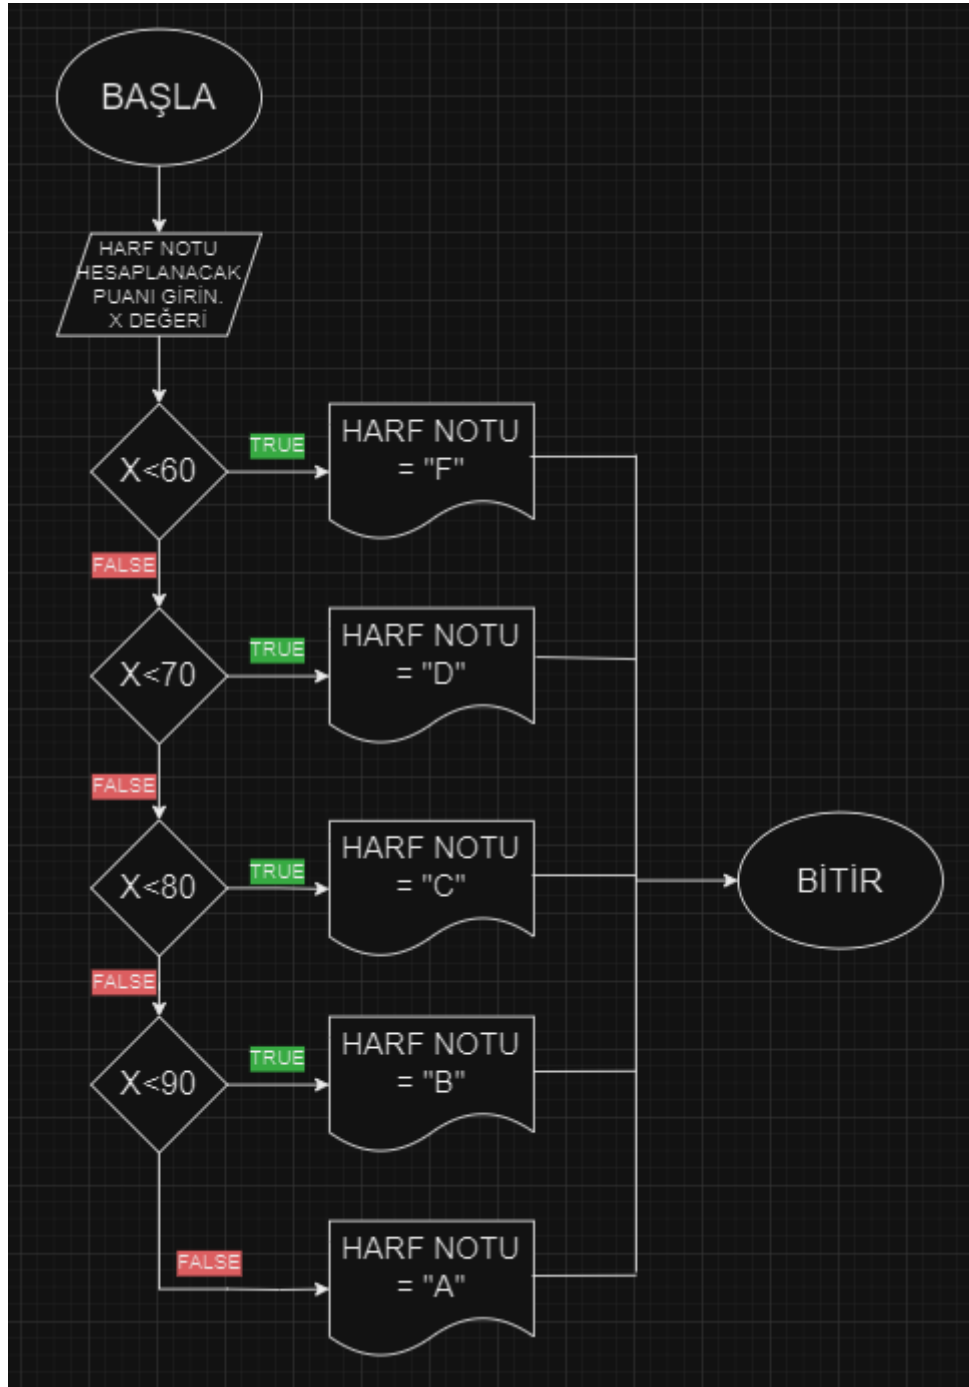 BAŞLA
HARF NOTU
HESAPLANACAK
PUANI GİRİN.
X DEĞERİ
X<60
TRUE
HARF NOTU
= "F"
FALSE
X<70
TRUE
HARF NOTU
= "D"
FALSE
X<80
TRUE
HARF NOTU
= "C"
BİTİR
FALSE
X<90
TRUE
HARF NOTU
= "B"
FALSE
HARF NOTU
= "A"